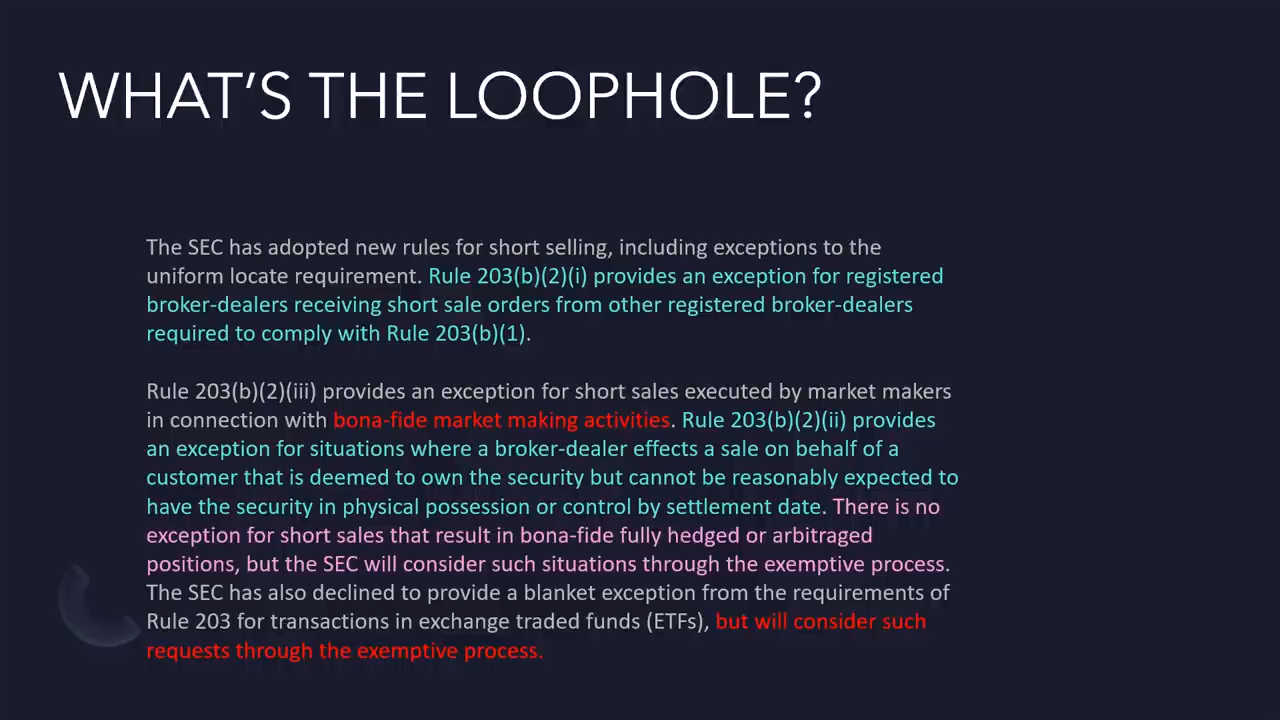 WHAT'S THE LOOPHOLE?
The SEC has adopted new rules for short selling, including exceptions to the
uniform locate requirement. Rule 203(b)(2)(i) provides an exception for registered
broker-dealers receiving short sale orders from other registered broker-dealers
required to comply with Rule 203(b)(1).
Rule 203(b)(2)(iii) provides an exception for short sales executed by market makers
in connection with bona-fide market making activities. Rule 203(b)(2)(ii) provides
an exception for situations where a broker-dealer effects a sale on behalf of a
customer that is deemed to own the security but cannot be reasonably expected to
have the security in physical possession or control by settlement date. There is no
exception for short sales that result in bona-fide fully hedged or arbitraged
positions, but the SEC will consider such situations through the exemptive process.
The SEC has also declined to provide a blanket exception from the requirements of
Rule 203 for transactions in exchange traded funds (ETFs), but will consider such
requests through the exemptive process.